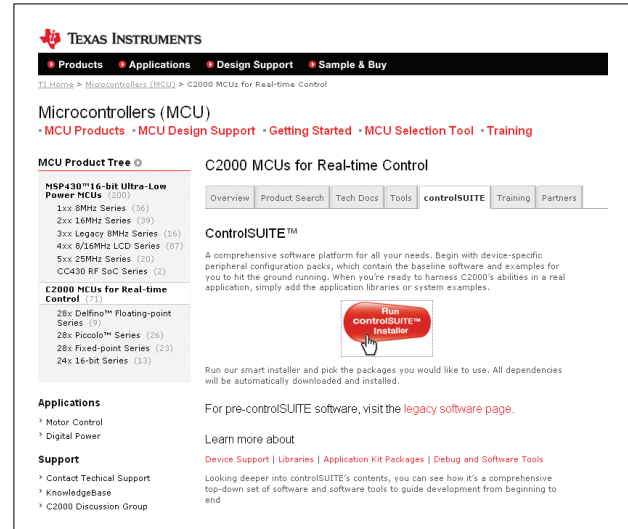 TEXAS INSTRUMENTS
Products Applications Design Support Sample & Buy
TI Home > Microcontrollers (MCU) > C2000 MCUs for Real-time Control
Microcontrollers (MCU)
MCU Products MCU Design Support Getting Started MCU Selection Tool Training
MCU Product Tree
MSP430™16-bit Ultra-Low
Power MCUs (200)
1xx 8MHz Series (36)
2xx 16MHz Series (39)
3xx Legacy 8MHz Series (16)
4xx 8/16MHz LCD Series (87)
5xx 25MHz Series (20)
CC430 RF SoC Series (2)
C2000 MCUs for Real-time
Control (71)
28x Delfino™ Floating-point
Series (9)
28x Piccolo™ Series (26)
28x Fixed-point Series (23)
24x 16-bit Series (13)
Applications
Motor Control
Digital Power
Support
Contact Techical Support
KnowledgeBase
C2000 Discussion Group
C2000 MCUs for Real-time Control
Overview Product Search Tech Docs Tools controlSUITE Training Partners
ControlSUITE™
A comprehensive software platform for all your needs. Begin with device-specific
peripheral configuration packs, which contain the baseline software and examples for
you to hit the ground running. When you're ready to harness C2000's abilities in a real
application, simply add the application libraries or system examples.
Run
controlSUITE™
Installer
Run our smart installer and pick the packages you would like to use. All dependencies
will be automatically downloaded and installed.
For pre-controlSUITE software, visit the legacy software page.
Learn more about
Device Support | Libraries | Application Kit Packages | Debug and Software Tools
Looking deeper into controlSUITE's contents, you can see how it's a comprehensive
top-down set of software and software tools to guide development from beginning to
end